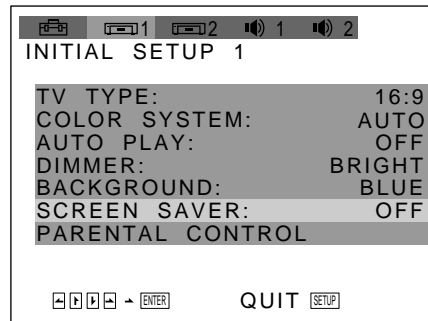 1 2 1 2
INITIAL SETUP 1
TV TYPE: 16:9
COLOR SYSTEM: AUTO
AUTO PLAY: OFF
DIMMER: BRIGHT
BACKGROUND: BLUE
SCREEN SAVER: OFF
PARENTAL CONTROL
ENTER QUIT SETUP